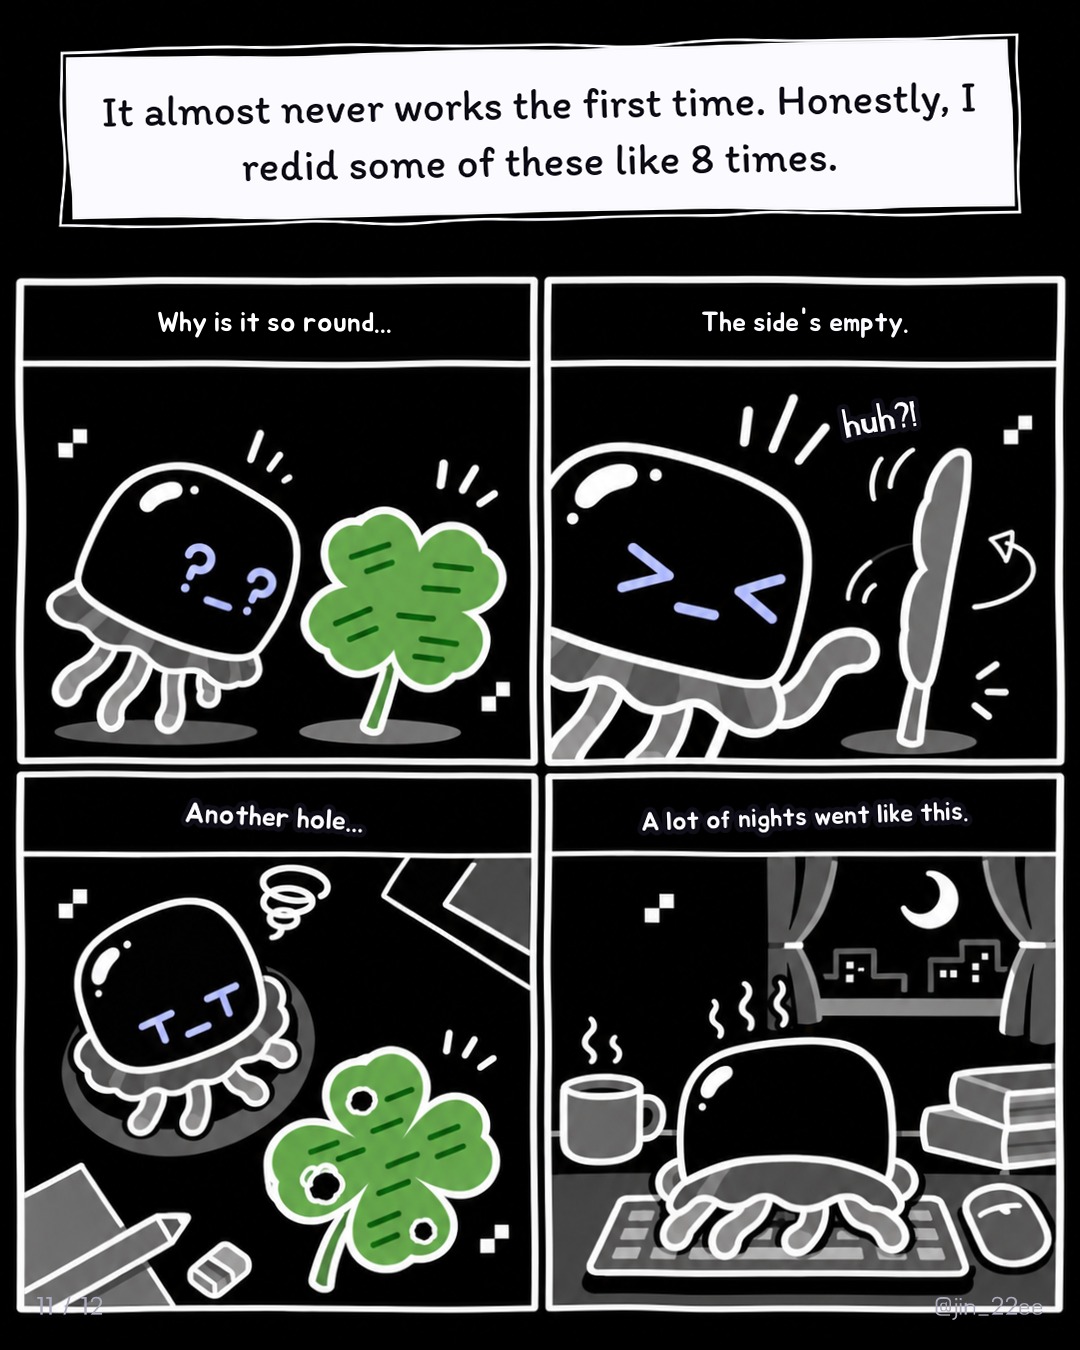 It almost never works the first time. Honestly, I
redid some of these like 8 times.
Why is it so round...
The side's empty.
huh?!
?_?
>_<
Another hole...
A lot of nights went like this.
T_T
11 / 12
@jin_22ee